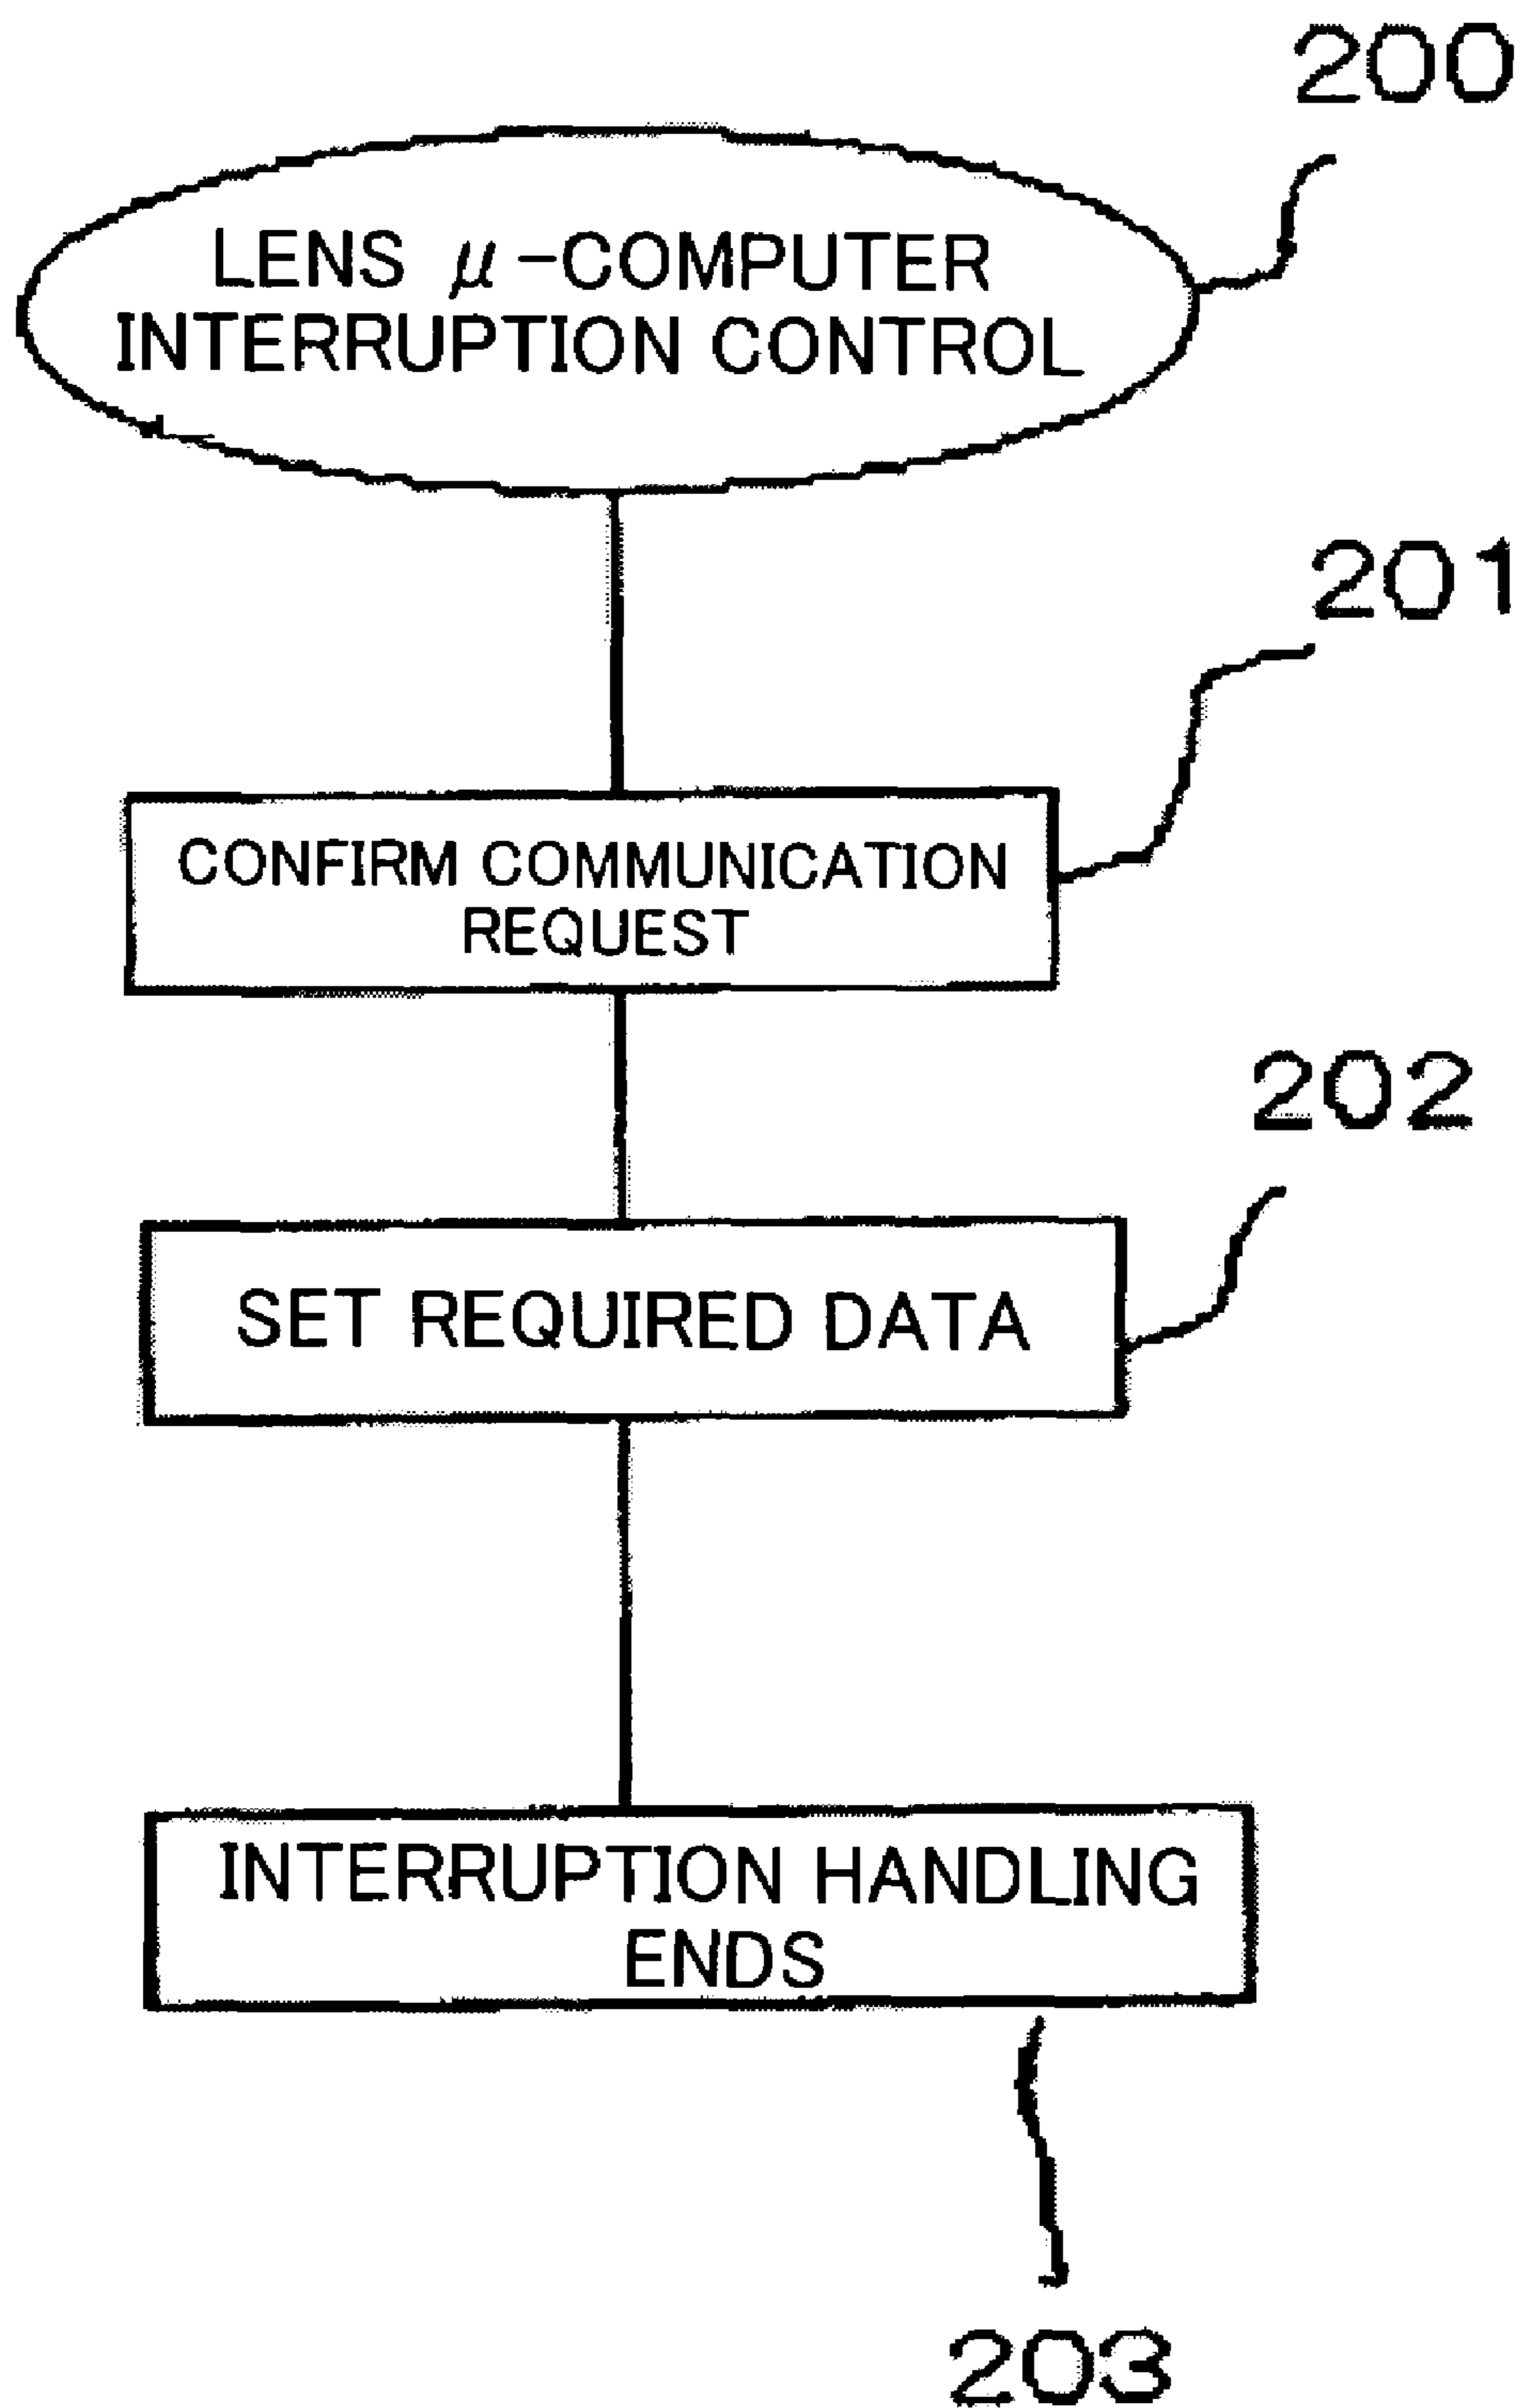 200
LENS μ-COMPUTER
INTERRUPTION CONTROL
201
CONFIRM COMMUNICATION
REQUEST
202
SET REQUIRED DATA
INTERRUPTION HANDLING
ENDS
203